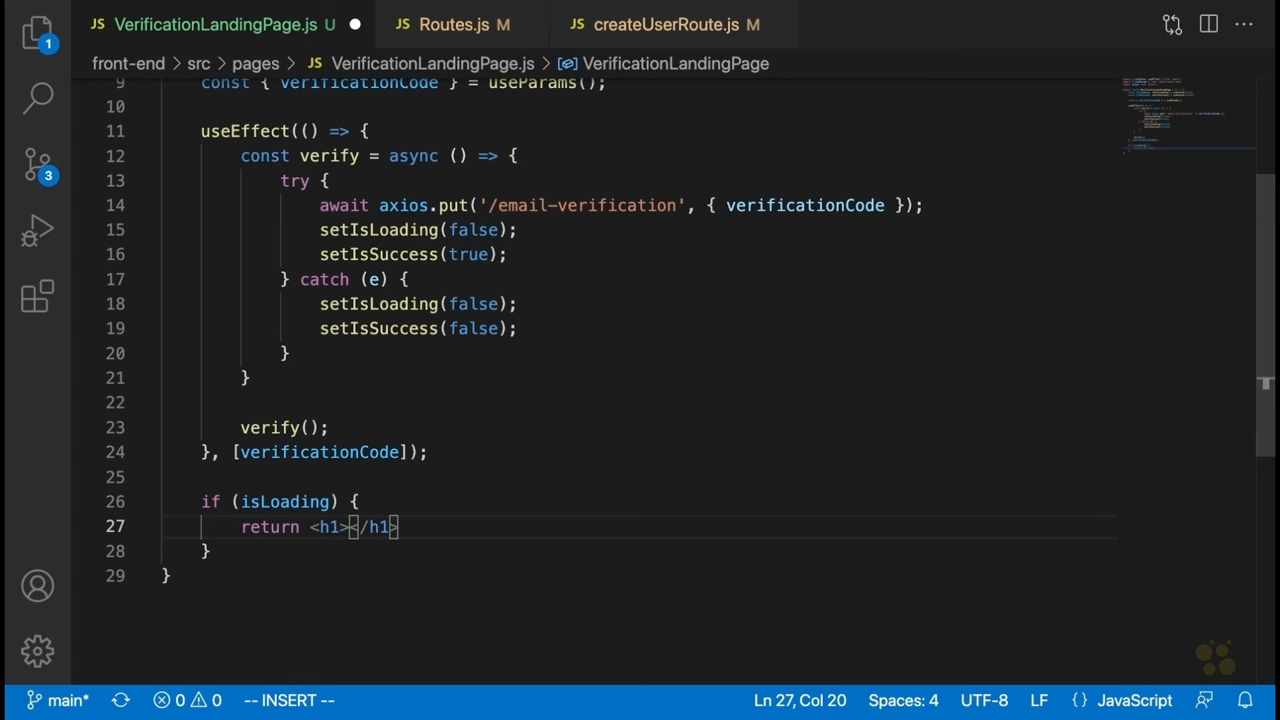 JS VerificationLandingPage.js U
JS Routes.js M
JS createUserRoute.js M
front-end > src > pages > JS VerificationLandingPage.js > VerificationLandingPage
9 const { verificationCode } = useParams();
10
11 useEffect(() => {
12 const verify = async () => {
13 try {
14 await axios.put('/email-verification', { verificationCode });
15 setIsLoading(false);
16 setIsSuccess(true);
17 } catch (e) {
18 setIsLoading(false);
19 setIsSuccess(false);
20 }
21 }
22
23 verify();
24 }, [verificationCode]);
25
26 if (isLoading) {
27 return <h1></h1>
28 }
29 }
1
3
main* 0 0 -- INSERT -- Ln 27, Col 20 Spaces: 4 UTF-8 LF {} JavaScript